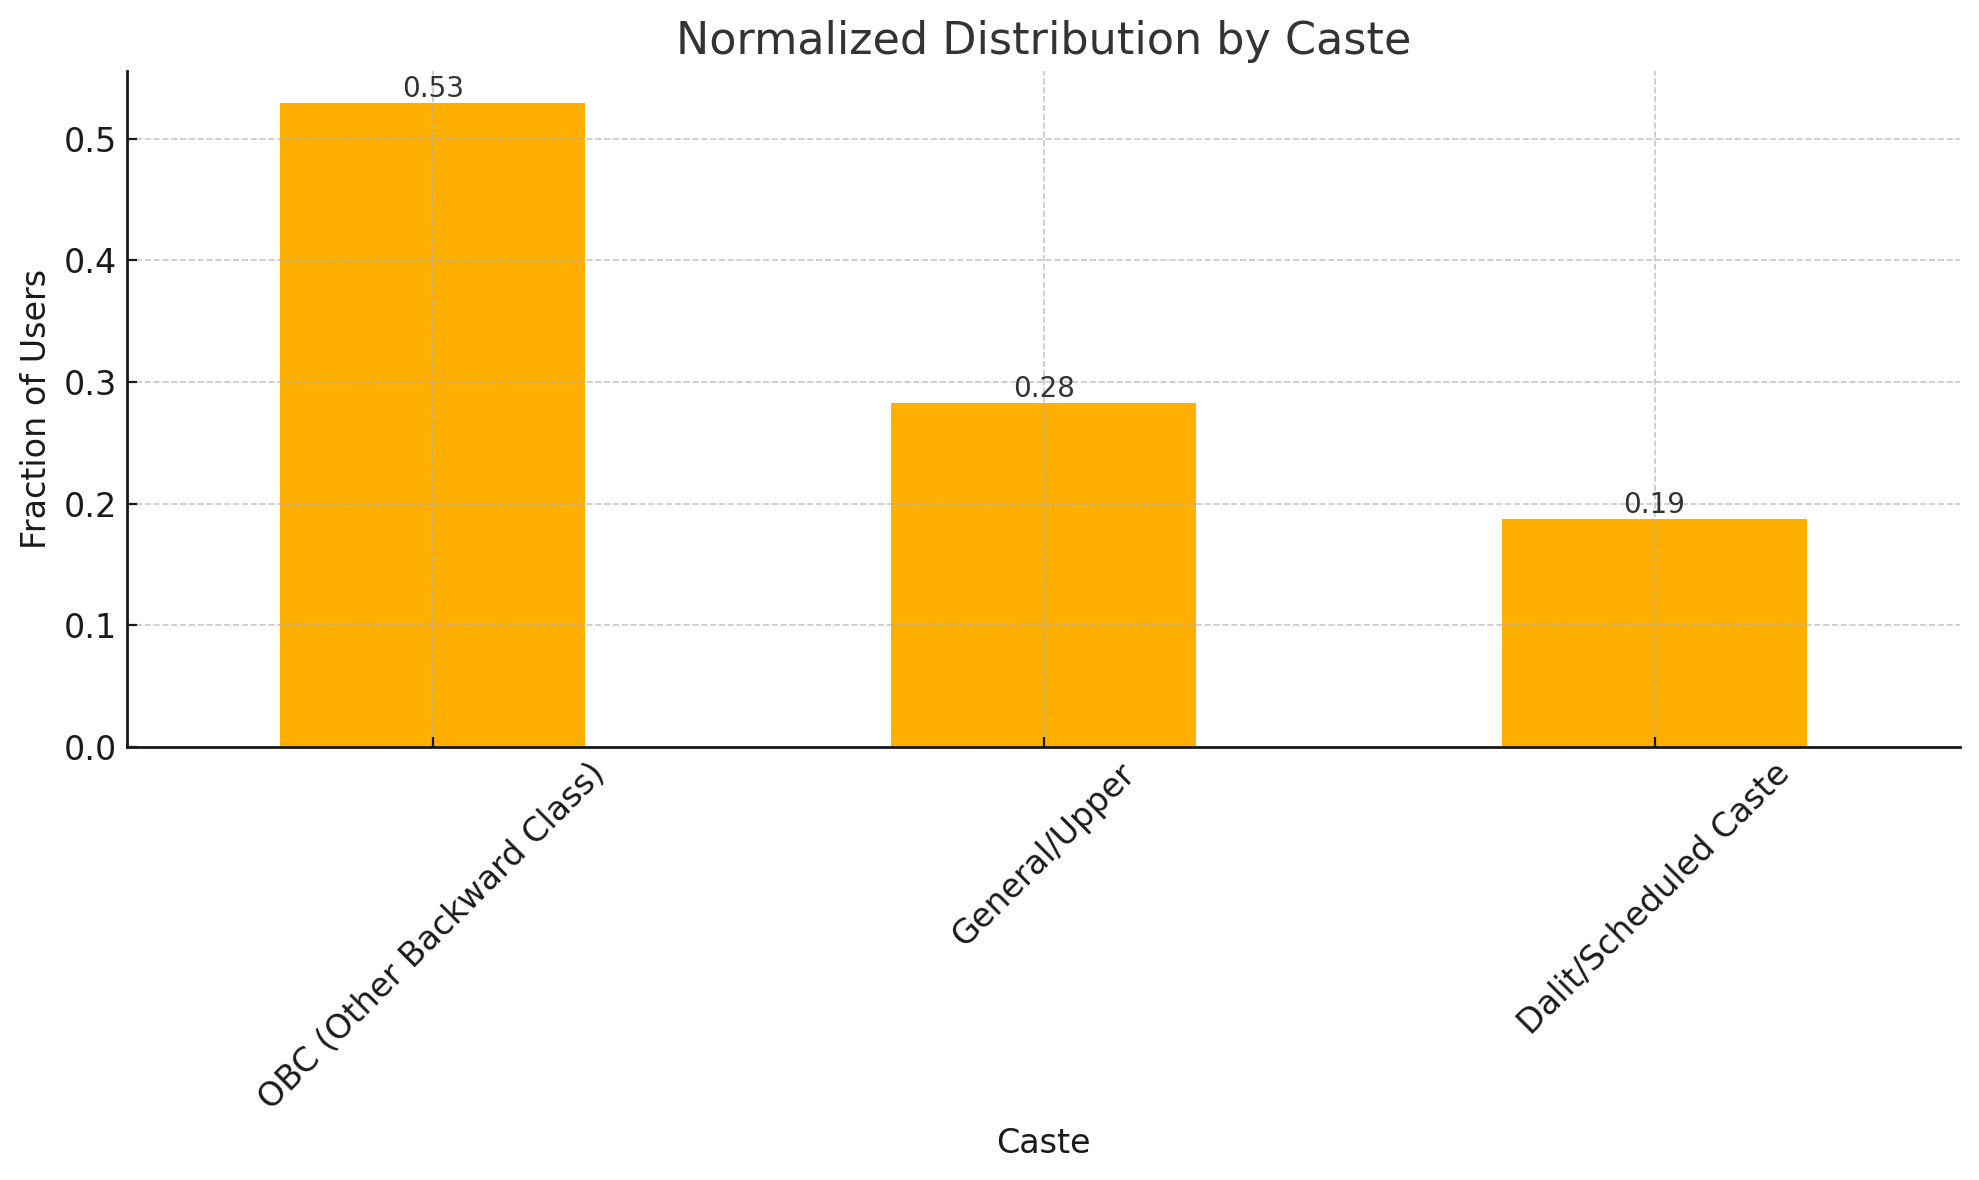 Normalized Distribution by Caste
Fraction of Users
0.5
0.4
0.3
0.2
0.1
0.0
0.53
0.28
0.19
OBC (Other Backward Class)
General/Upper
Dalit/Scheduled Caste
Caste